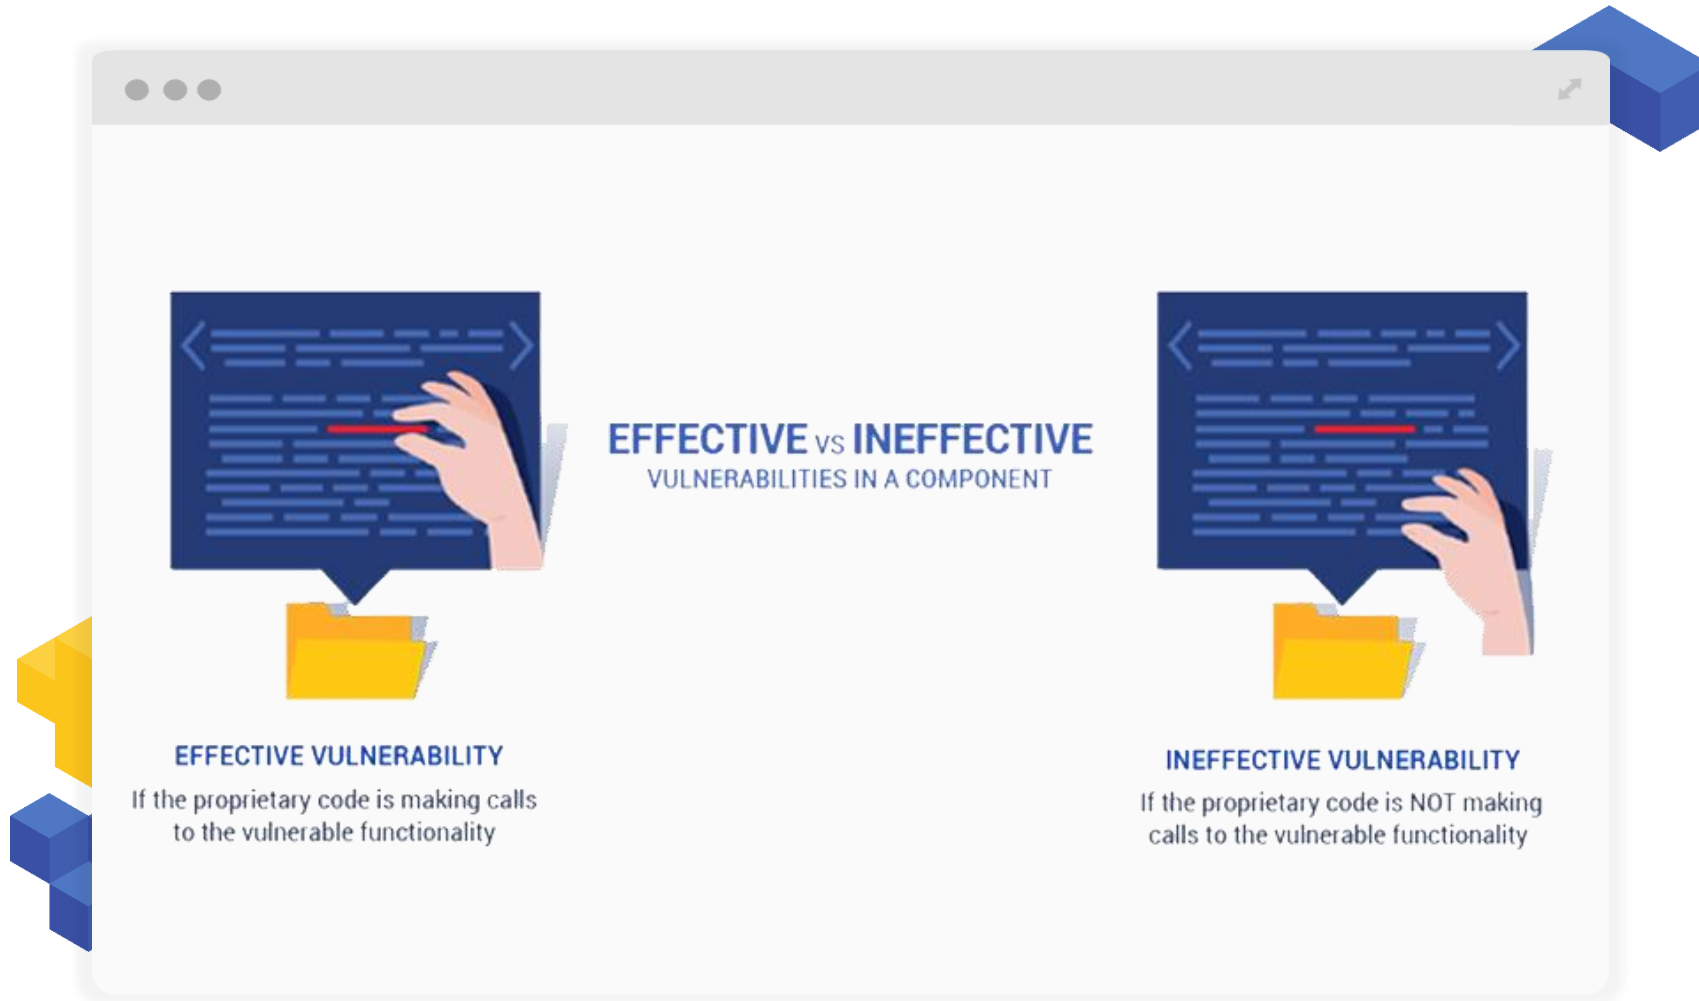 EFFECTIVE VS INEFFECTIVE
VULNERABILITIES IN A COMPONENT
EFFECTIVE VULNERABILITY
If the proprietary code is making calls
to the vulnerable functionality
INEFFECTIVE VULNERABILITY
If the proprietary code is NOT making
calls to the vulnerable functionality